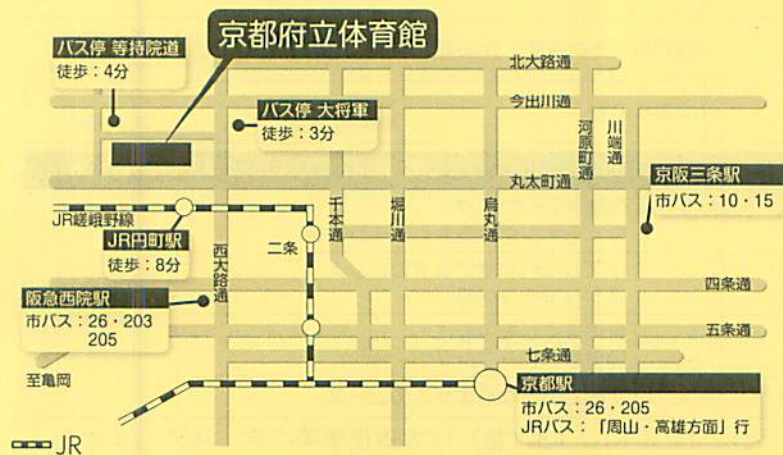 京都府立体育館
バス停 等持院道
徒歩：4分
北大路通
今出川通
バス停 大将軍
徒歩：3分
河原町通
川端通
京阪三条駅
市バス：10・15
丸太町通
JR嵯峨野線
千本通
堀川通
烏丸通
JR円町駅
徒歩：8分
西大路通
二条
四条通
阪急西院駅
市バス：26・203
205
五条通
七条通
至亀岡
京都駅
市バス：26・205
JRバス：「周山・高雄方面」行
JR